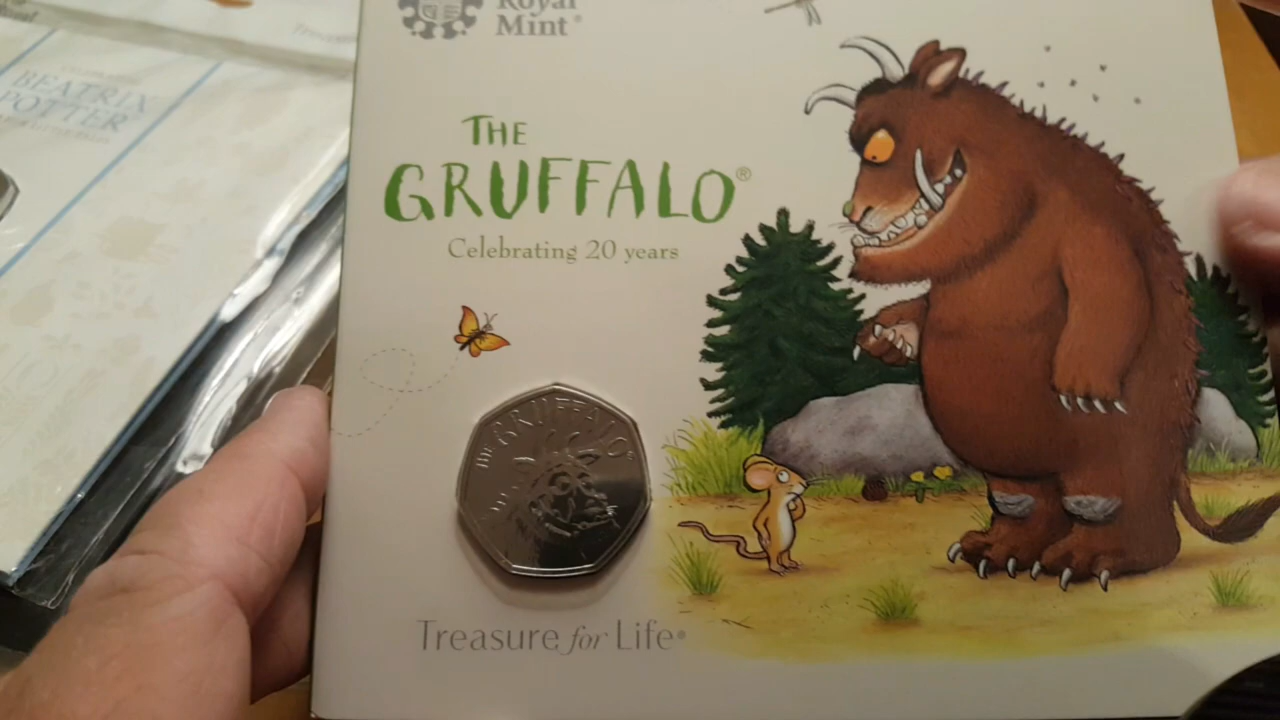 Royal
Mint®
THE
GRUFFALO®
Celebrating 20 years
THE GRUFFALO®
Treasure for Life®
BEATRIX
POTTER